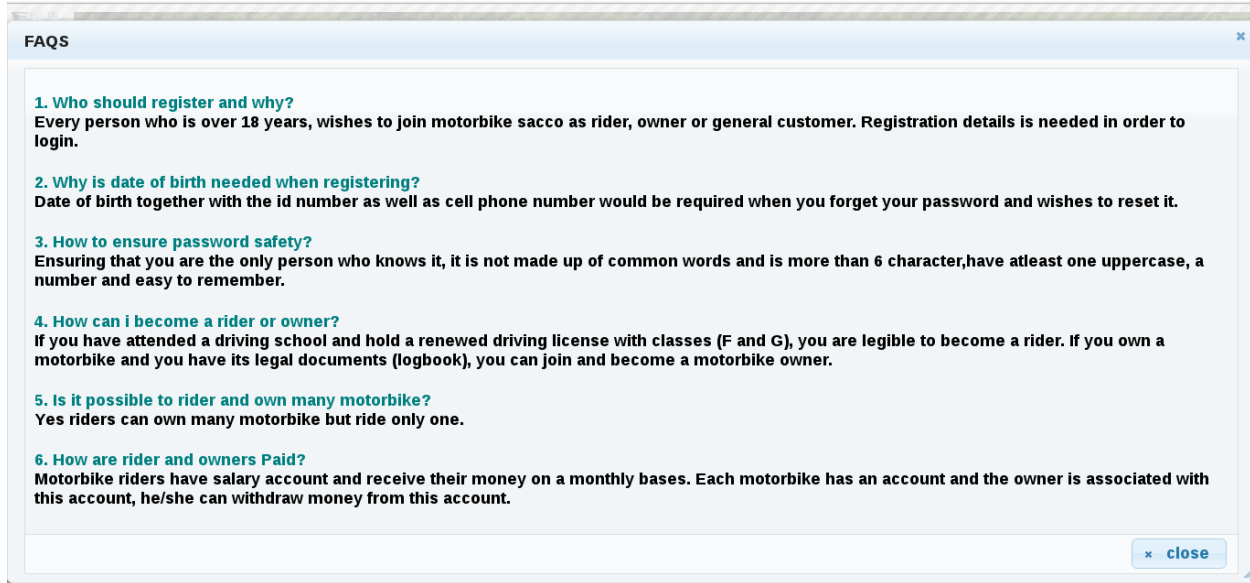 FAQS
1. Who should register and why?
Every person who is over 18 years, wishes to join motorbike sacco as rider, owner or general customer. Registration details is needed in order to
login.
2. Why is date of birth needed when registering?
Date of birth together with the id number as well as cell phone number would be required when you forget your password and wishes to reset it.
3. How to ensure password safety?
Ensuring that you are the only person who knows it, it is not made up of common words and is more than 6 character,have atleast one uppercase, a
number and easy to remember.
4. How can i become a rider or owner?
If you have attended a driving school and hold a renewed driving license with classes (F and G), you are legible to become a rider. If you own a
motorbike and you have its legal documents (logbook), you can join and become a motorbike owner.
5. Is it possible to rider and own many motorbike?
Yes riders can own many motorbike but ride only one.
6. How are rider and owners Paid?
Motorbike riders have salary account and receive their money on a monthly bases. Each motorbike has an account and the owner is associated with
this account, he/she can withdraw money from this account.
close